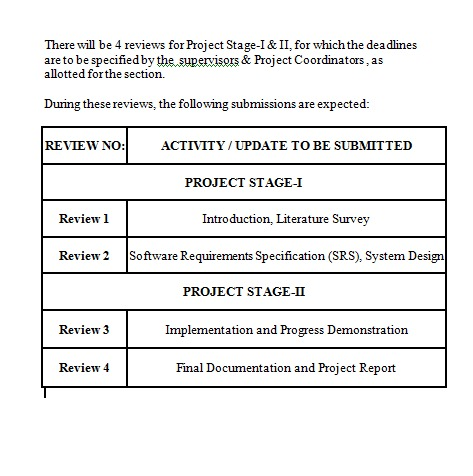 There will be 4 reviews for Project Stage-I & II, for which the deadlines
are to be specified by the supervisors & Project Coordinators, as
allotted for the section.
During these reviews, the following submissions are expected:
REVIEW NO: ACTIVITY / UPDATE TO BE SUBMITTED
PROJECT STAGE-I
Review 1 Introduction, Literature Survey
Review 2 Software Requirements Specification (SRS), System Design
PROJECT STAGE-II
Review 3 Implementation and Progress Demonstration
Review 4 Final Documentation and Project Report